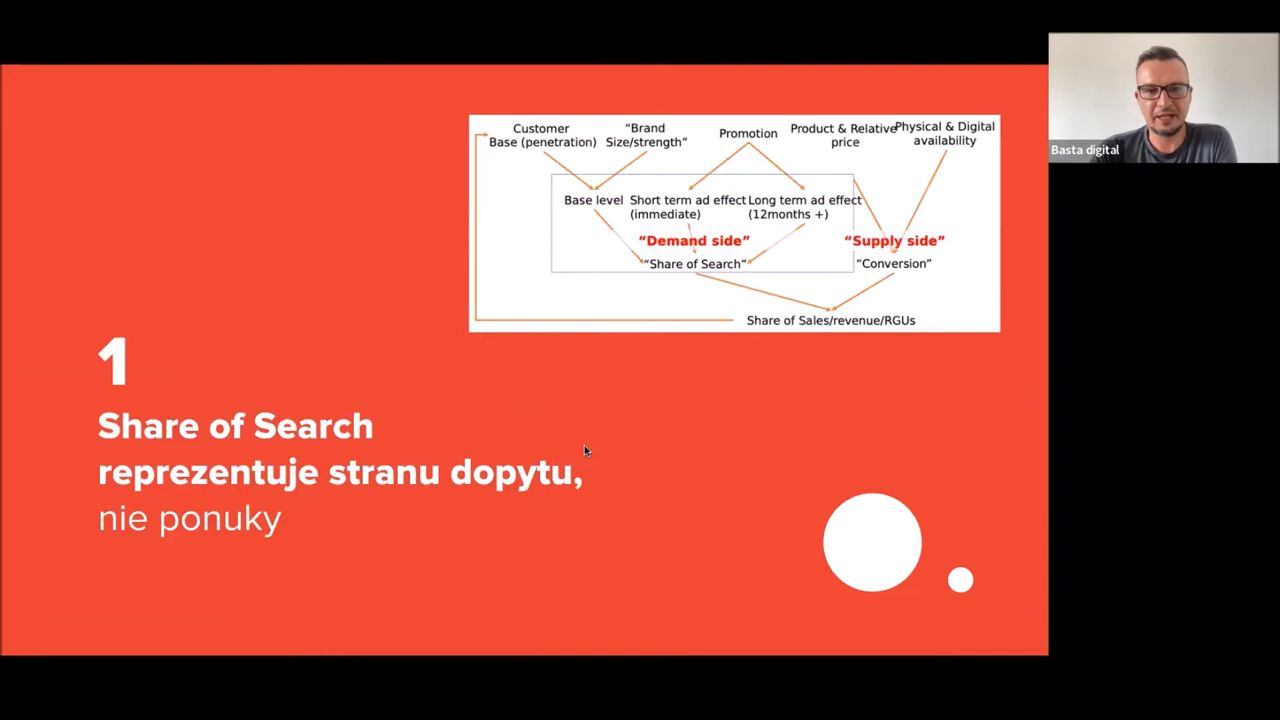 Customer
Base (penetration)
“Brand
Size/strength”
Promotion
Product & Relative
price
Physical & Digital
availability
Base level
Short term ad effect
(immediate)
Long term ad effect
(12months +)
“Demand side”
“Supply side”
“Share of Search”
“Conversion”
Share of Sales/revenue/RGUs
1
Share of Search
reprezentuje stranu dopytu,
nie ponuky
Basta digital